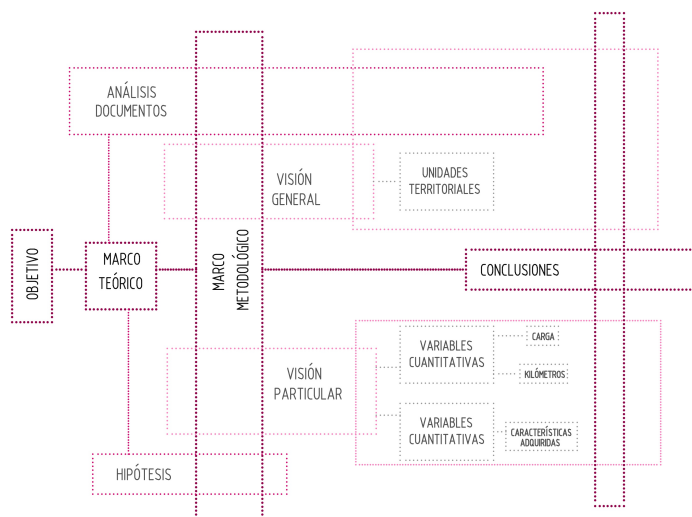 ANÁLISIS
DOCUMENTOS
VISIÓN
GENERAL
UNIDADES
TERRITORIALES
OBJETIVO
MARCO
TEÓRICO
MARCO
METODOLÓGICO
CONCLUSIONES
VISIÓN
PARTICULAR
VARIABLES
CUANTITATIVAS
CARGA
KILÓMETROS
VARIABLES
CUANTITATIVAS
CARACTERÍSTICAS
ADQUIRIDAS
HIPÓTESIS